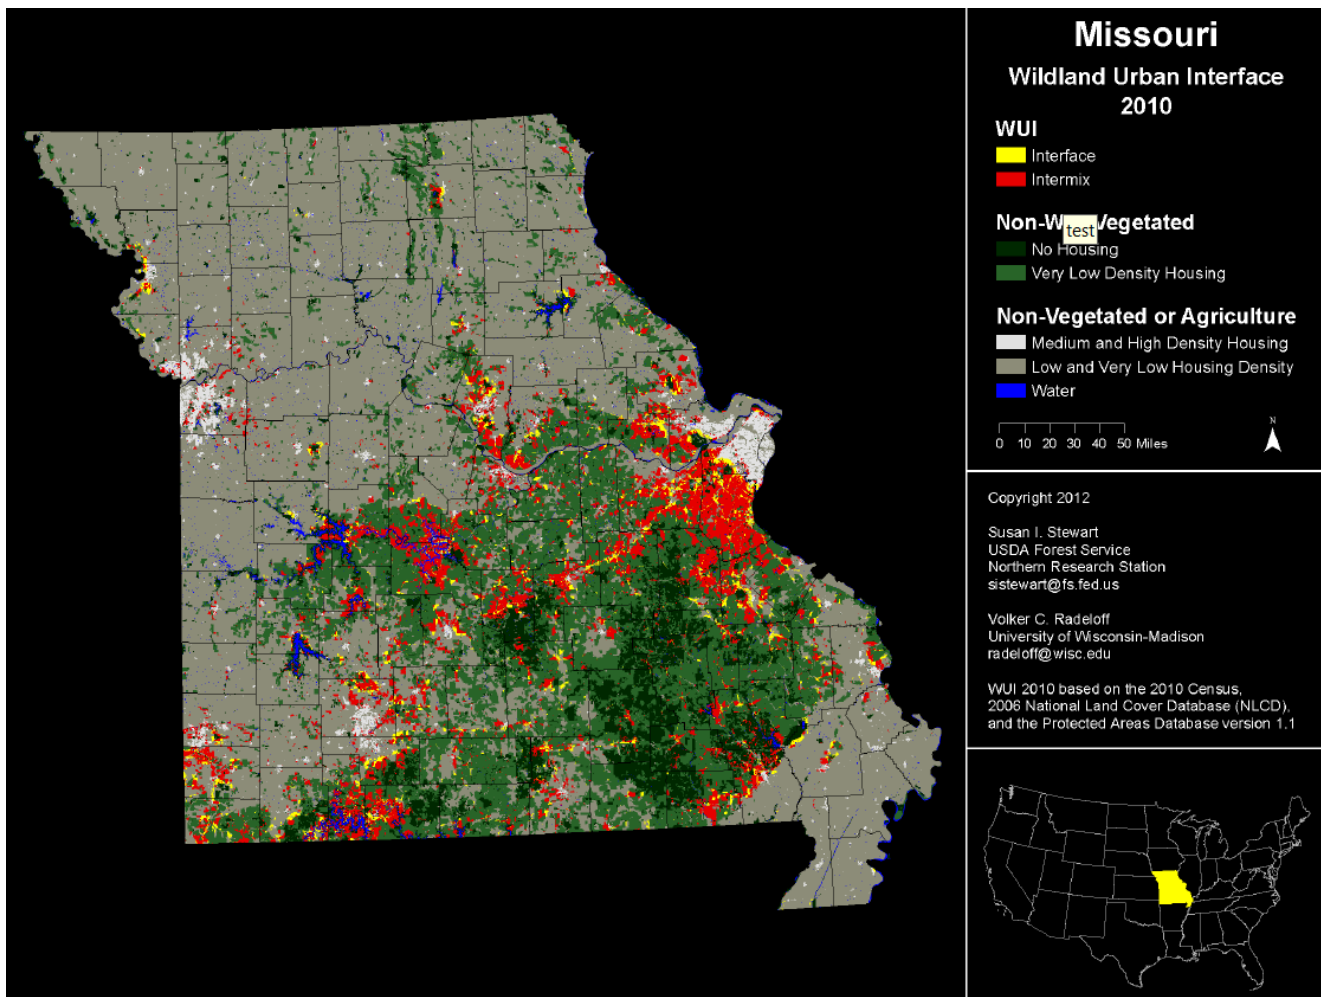 Missouri
Wildland Urban Interface
2010
WUI
Interface
Intermix
Non-W Vegetated
test
No Housing
Very Low Density Housing
Non-Vegetated or Agriculture
Medium and High Density Housing
Low and Very Low Housing Density
Water
0 10 20 30 40 50 Miles
N
Copyright 2012
Susan I. Stewart
USDA Forest Service
Northern Research Station
sistewart@fs.fed.us
Volker C. Radeloff
University of Wisconsin-Madison
radeloff@wisc.edu
WUI 2010 based on the 2010 Census,
2006 National Land Cover Database (NLCD),
and the Protected Areas Database version 1.1